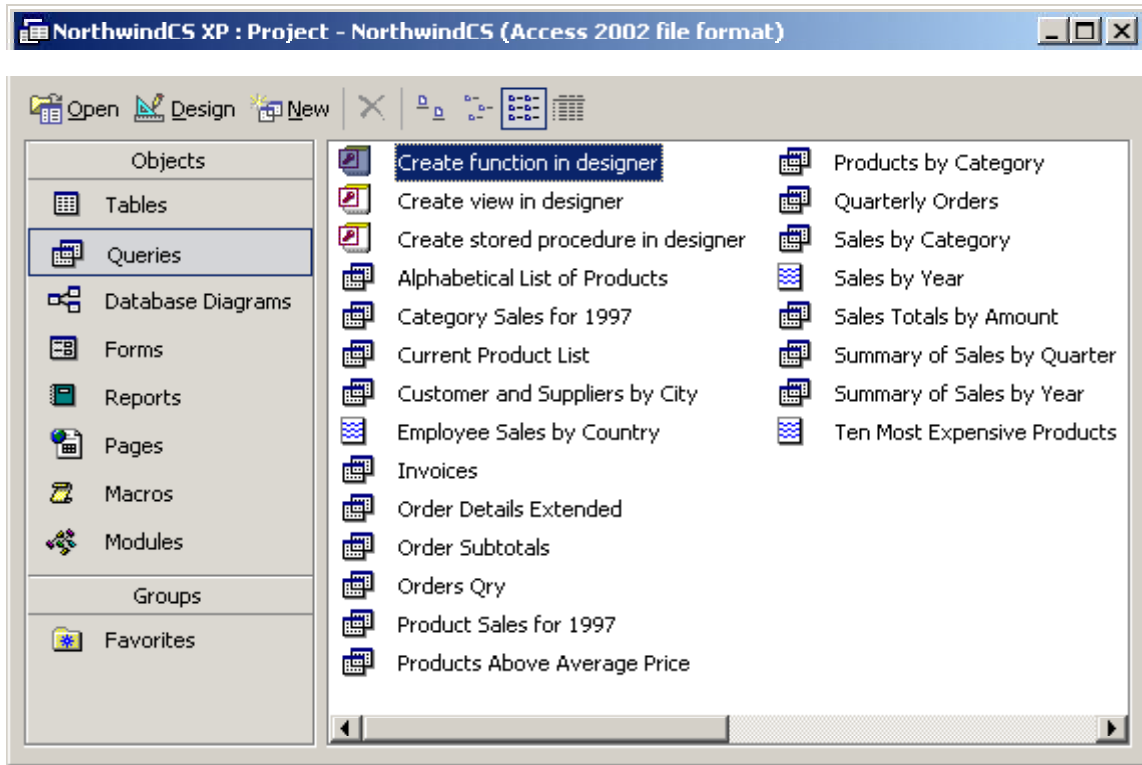 NorthwindCS XP : Project - NorthwindCS (Access 2002 file format)
Open Design New
Objects
Tables
Queries
Database Diagrams
Forms
Reports
Pages
Macros
Modules
Groups
Favorites
Create function in designer
Create view in designer
Create stored procedure in designer
Alphabetical List of Products
Category Sales for 1997
Current Product List
Customer and Suppliers by City
Employee Sales by Country
Invoices
Order Details Extended
Order Subtotals
Orders Qry
Product Sales for 1997
Products Above Average Price
Products by Category
Quarterly Orders
Sales by Category
Sales by Year
Sales Totals by Amount
Summary of Sales by Quarter
Summary of Sales by Year
Ten Most Expensive Products